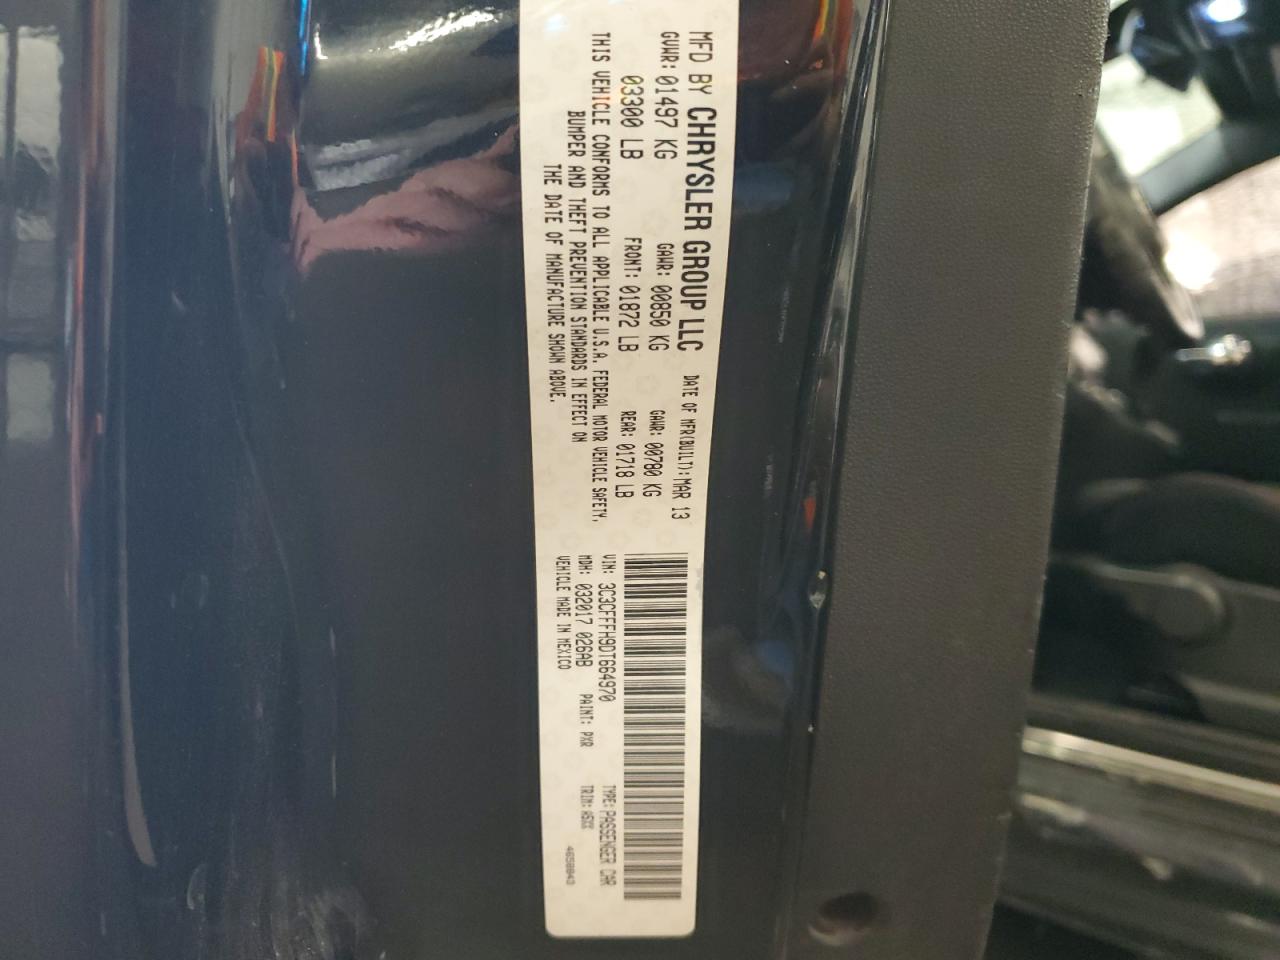 MFD BY CHRYSLER GROUP LLC DATE OF MFR(BUILT): MAR 13
GVWR: 01497 KG GAWR: 00850 KG GAWR: 00780 KG
03300 LB FRONT: 01872 LB REAR: 01718 LB
THIS VEHICLE CONFORMS TO ALL APPLICABLE U.S.A. FEDERAL MOTOR VEHICLE SAFETY,
BUMPER AND THEFT PREVENTION STANDARDS IN EFFECT ON
THE DATE OF MANUFACTURE SHOWN ABOVE.
VIN: 3C3CFFFH9DT664970 TYPE: PASSENGER CAR
MDH: 032017 026AB PAINT: PXR TRIM:
VEHICLE MADE IN MEXICO